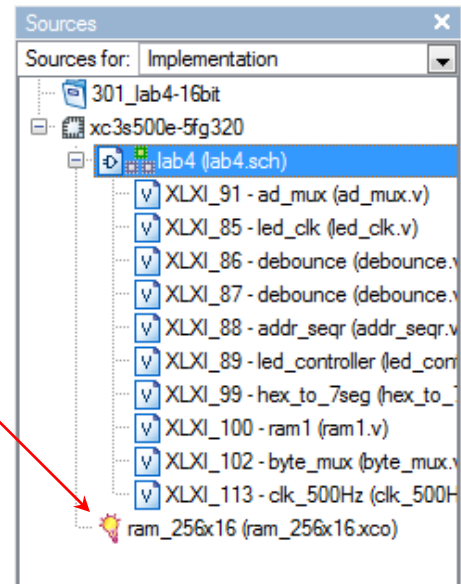 Sources
Sources for: Implementation
301_lab4-16bit
xc3s500e-5fg320
lab4 (lab4.sch)
V XLXI_91 - ad_mux (ad_mux.v)
V XLXI_85 - led_clk (led_clk.v)
V XLXI_86 - debounce (debounce.v
V XLXI_87 - debounce (debounce.v
V XLXI_88 - addr_seqr (addr_seqr.v
V XLXI_89 - led_controller (led_con
V XLXI_99 - hex_to_7seg (hex_to_
V XLXI_100 - ram1 (ram1.v)
V XLXI_102 - byte_mux (byte_mux.
V XLXI_113 - clk_500Hz (clk_500H
ram_256x16 (ram_256x16.xco)